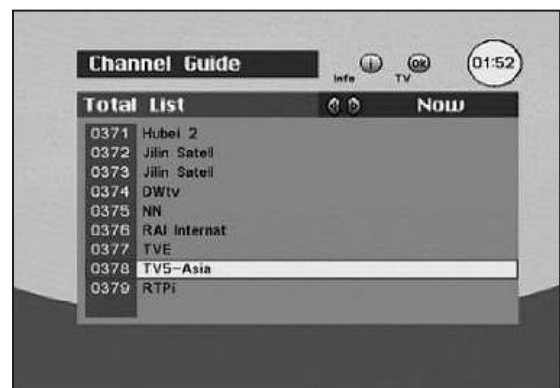 Channel Guide
Info i TV OK 01:52
Total List Now
0371 Hubei 2
0372 Jilin Satell
0373 Jilin Satell
0374 DWtv
0375 NN
0376 RAI Internat
0377 TVE
0378 TV5-Asia
0379 RTPi